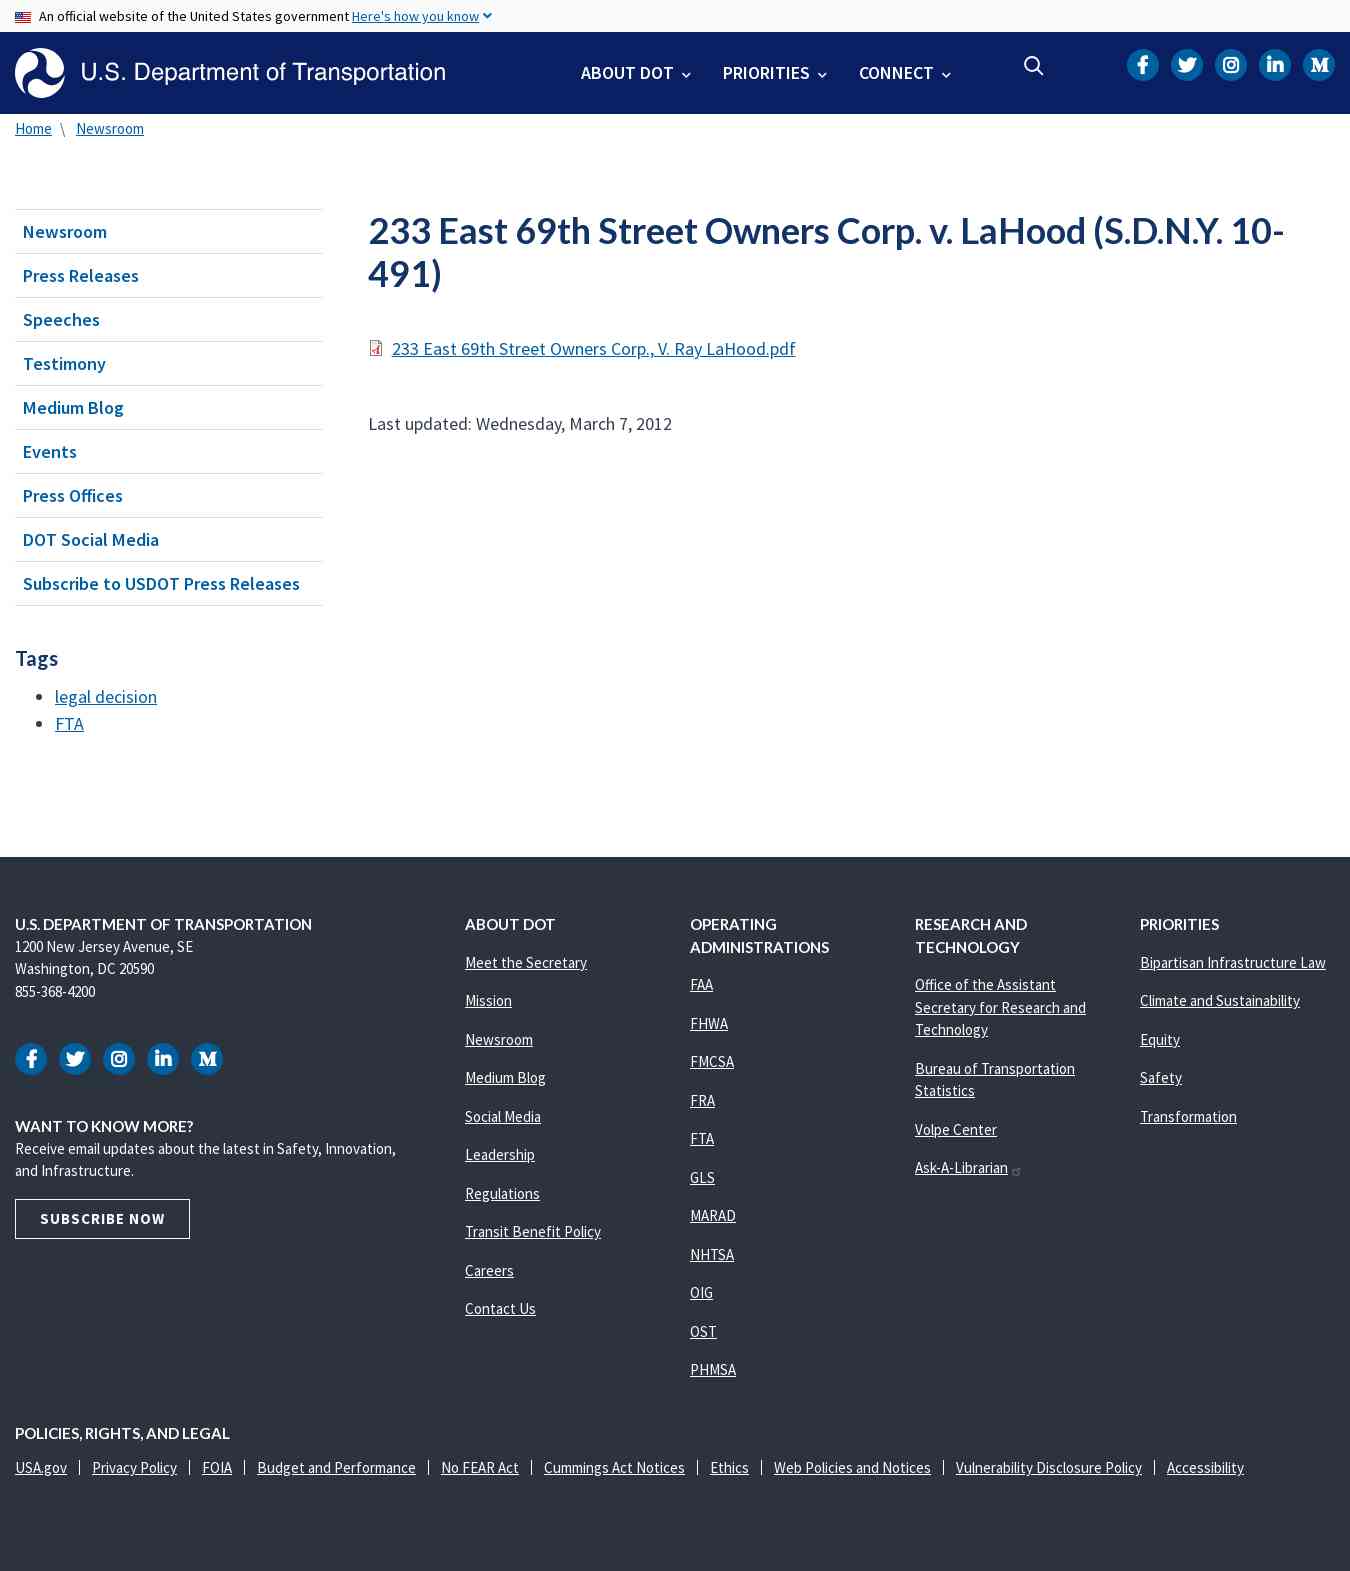 An official website of the United States government Here's how you know
U.S. Department of Transportation
ABOUT DOT
PRIORITIES
CONNECT
Home \ Newsroom
Newsroom
Press Releases
Speeches
Testimony
Medium Blog
Events
Press Offices
DOT Social Media
Subscribe to USDOT Press Releases
Tags
legal decision
FTA
233 East 69th Street Owners Corp. v. LaHood (S.D.N.Y. 10-
491)
233 East 69th Street Owners Corp., V. Ray LaHood.pdf
Last updated: Wednesday, March 7, 2012
U.S. DEPARTMENT OF TRANSPORTATION
1200 New Jersey Avenue, SE
Washington, DC 20590
855-368-4200
WANT TO KNOW MORE?
Receive email updates about the latest in Safety, Innovation,
and Infrastructure.
SUBSCRIBE NOW
ABOUT DOT
Meet the Secretary
Mission
Newsroom
Medium Blog
Social Media
Leadership
Regulations
Transit Benefit Policy
Careers
Contact Us
OPERATING
ADMINISTRATIONS
FAA
FHWA
FMCSA
FRA
FTA
GLS
MARAD
NHTSA
OIG
OST
PHMSA
RESEARCH AND
TECHNOLOGY
Office of the Assistant
Secretary for Research and
Technology
Bureau of Transportation
Statistics
Volpe Center
Ask-A-Librarian
PRIORITIES
Bipartisan Infrastructure Law
Climate and Sustainability
Equity
Safety
Transformation
POLICIES, RIGHTS, AND LEGAL
USA.gov | Privacy Policy | FOIA | Budget and Performance | No FEAR Act | Cummings Act Notices | Ethics | Web Policies and Notices | Vulnerability Disclosure Policy | Accessibility